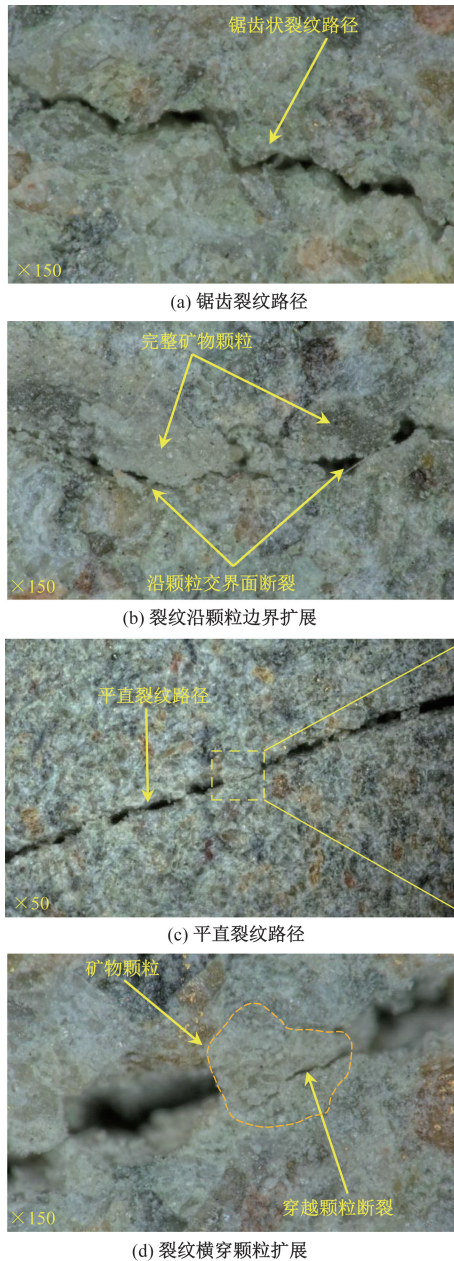 锯齿状裂纹路径
×150
(a) 锯齿裂纹路径
完整矿物颗粒
沿颗粒交界面断裂
×150
(b) 裂纹沿颗粒边界扩展
平直裂纹路径
×50
(c) 平直裂纹路径
矿物颗粒
穿越颗粒断裂
×150
(d) 裂纹横穿颗粒扩展